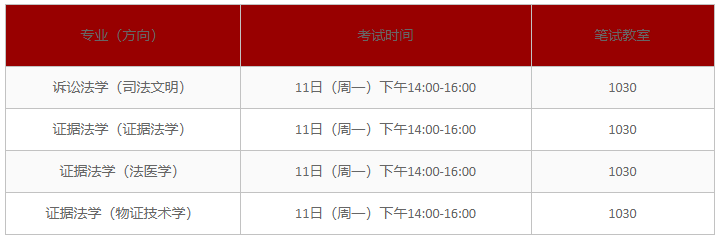 专业（方向） 考试时间 笔试教室
诉讼法学（司法文明） 11日（周一）下午14:00-16:00 1030
证据法学（证据法学） 11日（周一）下午14:00-16:00 1030
证据法学（法医学） 11日（周一）下午14:00-16:00 1030
证据法学（物证技术学） 11日（周一）下午14:00-16:00 1030